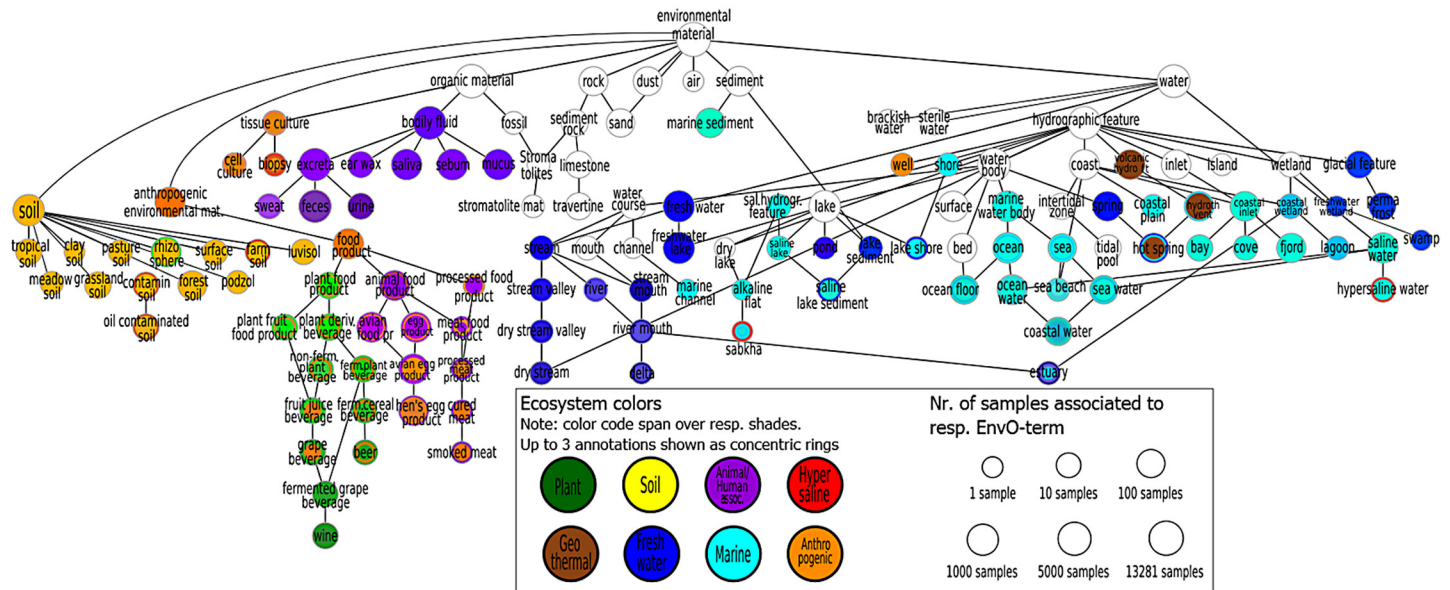 environmental
material
organic material
rock
dust
air
sediment
water
tissue culture
bodily fluid
fossil
sediment
rock
sand
marine sediment
brackish
water
sterile
water
hydrographic feature
cell
culture
biopsy
excreta
ear wax
saliva
sebum
mucus
Stroma
tolites
limestone
well
shore
water
body
coast
volcanic
hydro.ft
inlet
Island
wetland
glacial feature
soil
anthropogenic
environmental mat.
sweat
feces
urine
stromatolite mat
travertine
water
course
fresh water
sal.hydrogr.
feature
lake
surface
marine
water body
intertidal
zone
spring
coastal
plain
hydroth
vent
coastal
inlet
coastal
wetland
freshwater
wetland
perma
frost
tropical
soil
clay
soil
pasture
soil
rhizo
sphere
surface
soil
farm
soil
luvisol
food
product
stream
mouth
channel
freshwater
lake
dry
lake
saline
lake
pond
lake
sediment
lake shore
bed
ocean
sea
tidal
pool
hot spring
bay
cove
fjord
lagoon
saline
water
swamp
meadow
soil
grassland
soil
contamin
soil
forest
soil
podzol
plant food
product
animal food
product
processed food
product
stream valley
river
stream
mouth
marine
channel
alkaline
flat
saline
lake sediment
ocean floor
ocean
water
sea beach
sea water
hypersaline water
oil contaminated
soil
plant fruit
food product
plant deriv.
beverage
avian
food pr
egg
product
meat food
product
dry stream valley
river mouth
sabkha
coastal water
non-ferm.
plant
beverage
ferm.plant
beverage
avian egg
product
processed
meat
product
dry stream
delta
estuary
fruit juice
beverage
ferm.cereal
beverage
hen's egg
product
cured
meat
grape
beverage
beer
smoked meat
fermented grape
beverage
wine
Ecosystem colors
Note: color code span over resp. shades.
Up to 3 annotations shown as concentric rings
Plant
Soil
Animal/
Human
assoc.
Hyper
saline
Geo
thermal
Fresh
water
Marine
Anthro
pogenic
Nr. of samples associated to
resp. EnvO-term
1 sample
10 samples
100 samples
1000 samples
5000 samples
13281 samples